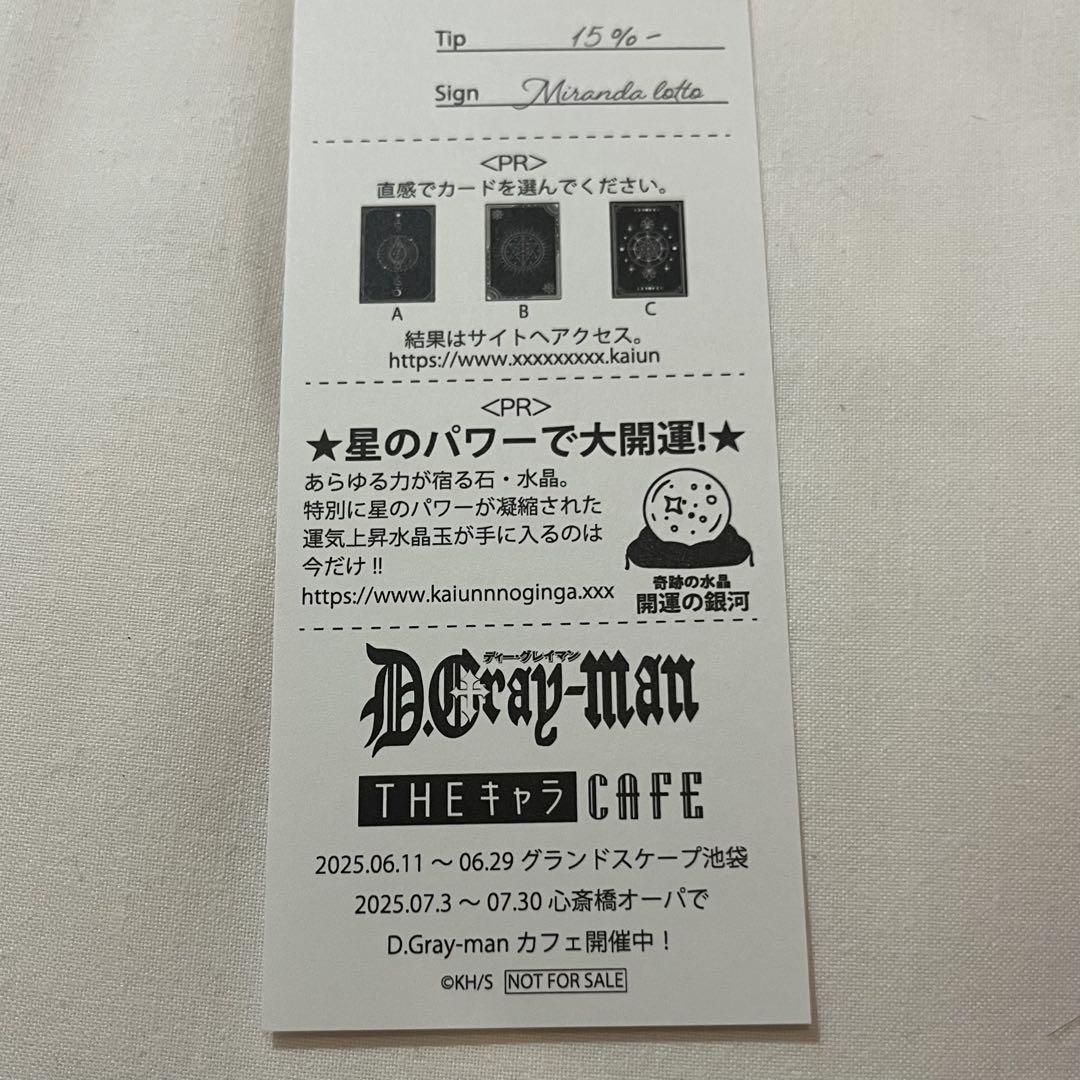 Tip 15%-
Sign Miranda lotto
<PR>
直感でカードを選んでください。
A B C
結果はサイトへアクセス。
https://www.xxxxxxxxx.kaiun
<PR>
★星のパワーで大開運!★
あらゆる力が宿る石・水晶。
特別に星のパワーが凝縮された
運気上昇水晶玉が手に入るのは
今だけ!!
https://www.kaiunnnoginga.xxx
奇跡の水晶
開運の銀河
ディー・グレイマン
D.Gray-man
THEキャラ CAFE
2025.06.11 ～ 06.29 グランドスケープ池袋
2025.07.3 ～ 07.30 心斎橋オーパで
D.Gray-man カフェ開催中！
©KH/S NOT FOR SALE